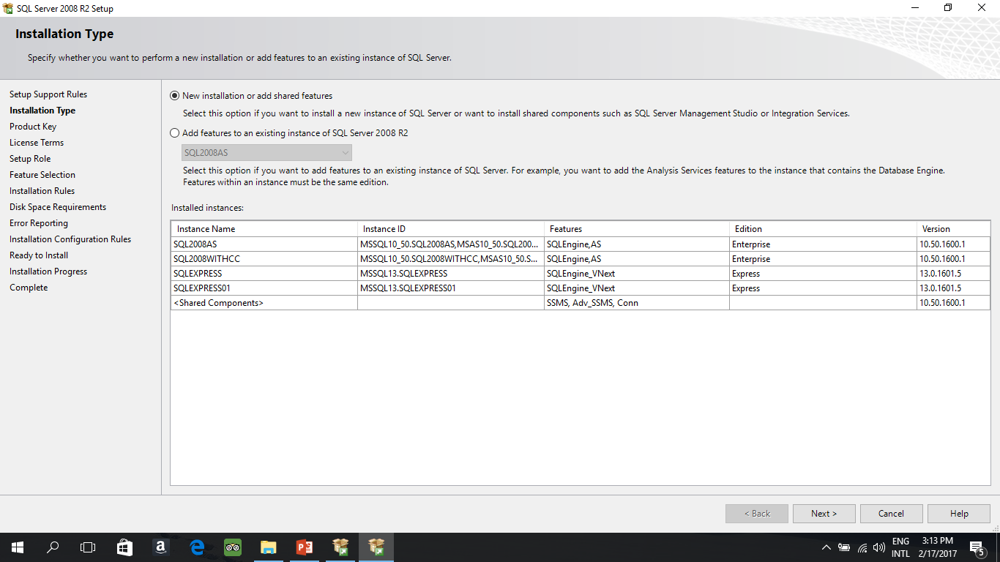 SQL Server 2008 R2 Setup
Installation Type
Specify whether you want to perform a new installation or add features to an existing instance of SQL Server.
Setup Support Rules
Installation Type
Product Key
License Terms
Setup Role
Feature Selection
Installation Rules
Disk Space Requirements
Error Reporting
Installation Configuration Rules
Ready to Install
Installation Progress
Complete
New installation or add shared features
Select this option if you want to install a new instance of SQL Server or want to install shared components such as SQL Server Management Studio or Integration Services.
Add features to an existing instance of SQL Server 2008 R2
SQL2008AS
Select this option if you want to add features to an existing instance of SQL Server. For example, you want to add the Analysis Services features to the instance that contains the Database Engine.
Features within an instance must be the same edition.
Installed instances:
Instance Name Instance ID Features Edition Version
SQL2008AS MSSQL10_50.SQL2008AS,MSAS10_50.SQL200... SQLEngine,AS Enterprise 10.50.1600.1
SQL2008WITHCC MSSQL10_50.SQL2008WITHCC,MSAS10_50.S... SQLEngine,AS Enterprise 10.50.1600.1
SQLEXPRESS MSSQL13.SQLEXPRESS SQLEngine_VNext Express 13.0.1601.5
SQLEXPRESS01 MSSQL13.SQLEXPRESS01 SQLEngine_VNext Express 13.0.1601.5
<Shared Components> SSMS, Adv_SSMS, Conn 10.50.1600.1
< Back Next > Cancel Help
a
P
ENG
INTL
3:13 PM
2/17/2017
5